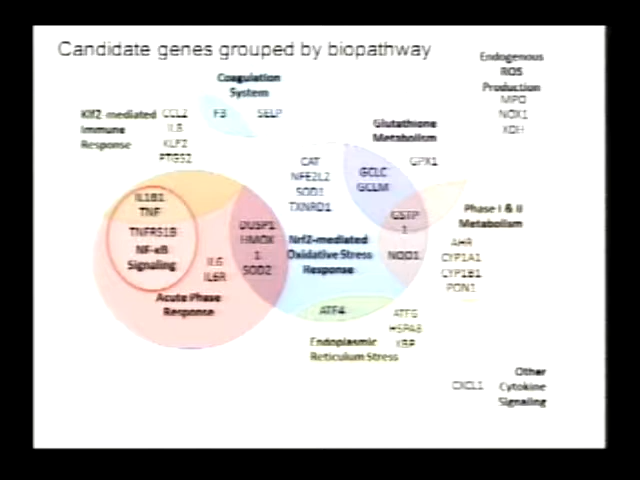 Candidate genes grouped by biopathway
Endogenous
ROS
Production
MPO
NOX1
XDH
Coagulation
System
F3 SELP
Klf2-mediated
Immune
Response
CCL2
IL8
KLF2
PTGS2
Glutathione
Metabolism
GPX1
CAT
NFE2L2
SOD1
TXNRD1
GCLC
GCLM
GSTP
1
NQO1
Phase I & II
Metabolism
AHR
CYP1A1
CYP1B1
PON1
TNF
TNFRS1B
NF-κB
Signaling
IL6
IL6R
Acute Phase
Response
DUSP1
HMOX
1
SOD2
Nrf2-mediated
Oxidative Stress
Response
ATF4
Endoplasmic
Reticulum Stress
ATF6
HSPA8
XBP
Other
Cytokine
Signaling
CXCL1